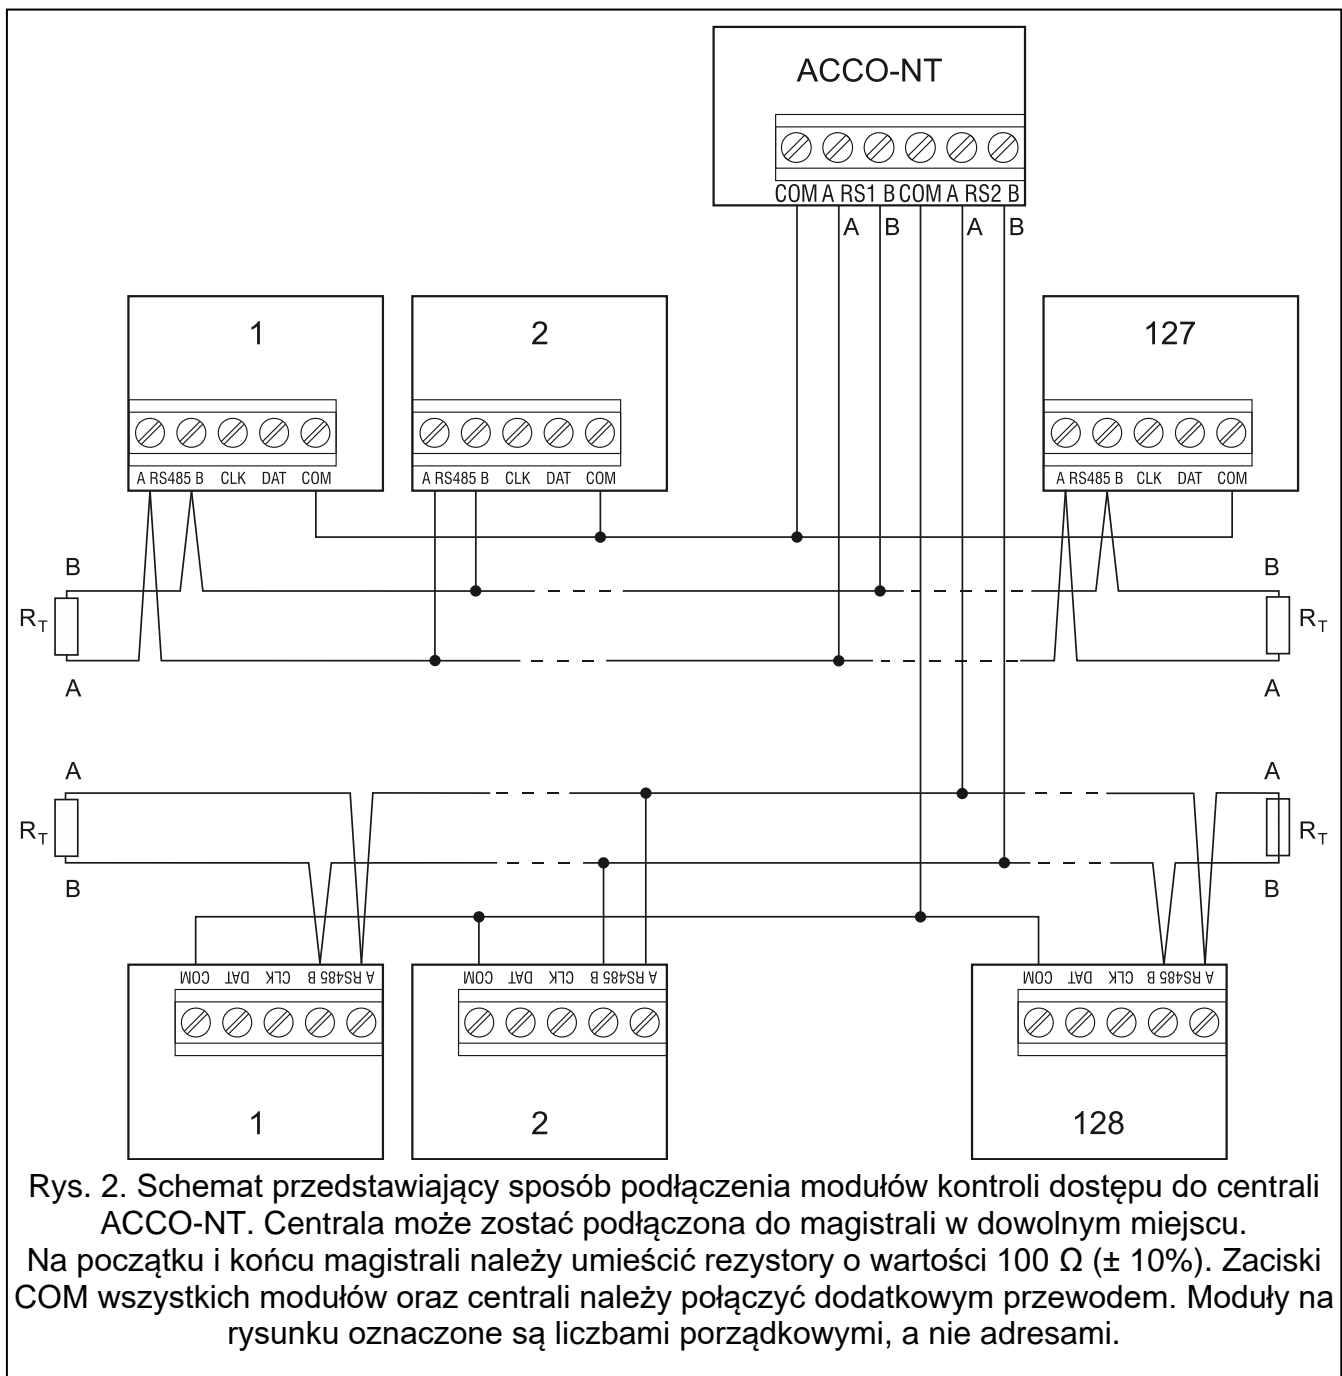 ACCO-NT
COM A RS1 B COM A RS2 B
A B A B
1 2 127
A RS485 B CLK DAT COM A RS485 B CLK DAT COM A RS485 B CLK DAT COM
B B
RT RT
A A
A A
RT RT
B B
COM DAT CLK RS485 B A COM DAT CLK RS485 B A COM DAT CLK RS485 B A
1 2 128
Rys. 2. Schemat przedstawiający sposób podłączenia modułów kontroli dostępu do centrali
ACCO-NT. Centrala może zostać podłączona do magistrali w dowolnym miejscu.
Na początku i końcu magistrali należy umieścić rezystory o wartości 100 Ω (± 10%). Zaciski
COM wszystkich modułów oraz centrali należy połączyć dodatkowym przewodem. Moduły na
rysunku oznaczone są liczbami porządkowymi, a nie adresami.